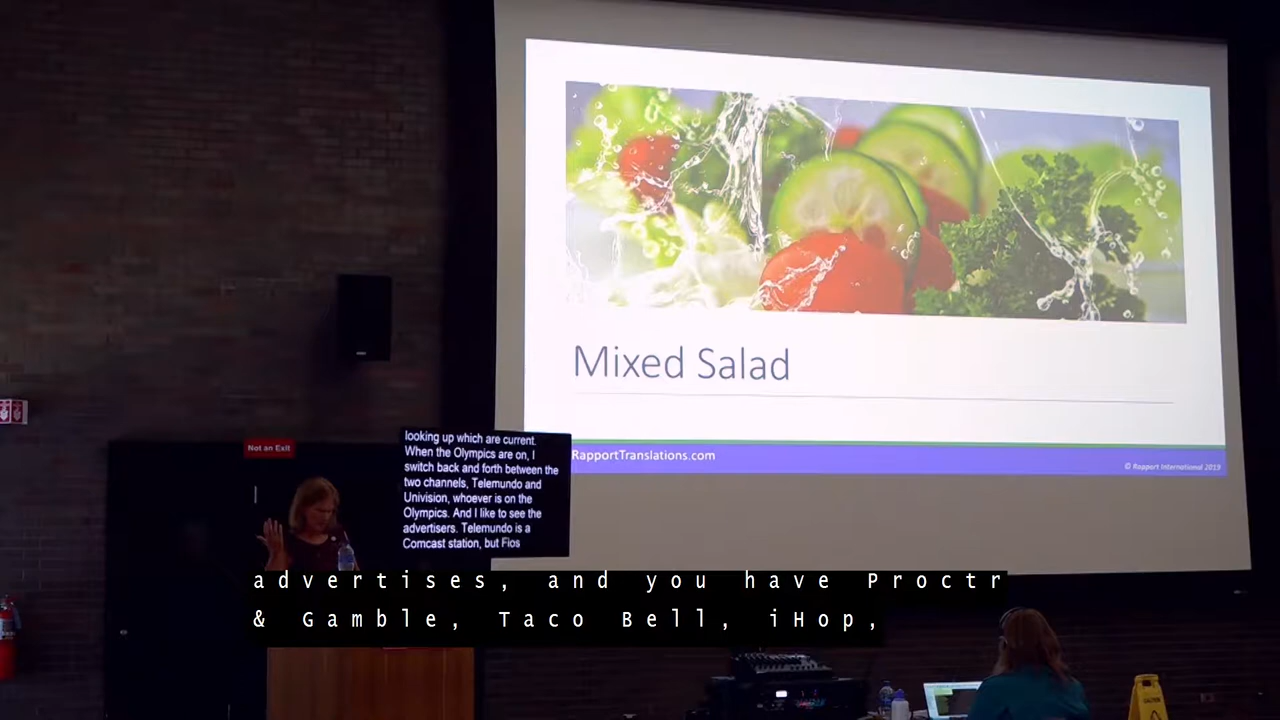 Mixed Salad
RapportTranslations.com
© Rapport International 2019
Not an Exit
looking up which are current.
When the Olympics are on, I
switch back and forth between the
two channels, Telemundo and
Univision, whoever is on the
Olympics. And I like to see the
advertisers. Telemundo is a
Comcast station, but Fios
advertises, and you have Proctr
& Gamble, Taco Bell, iHop,
CAUTION